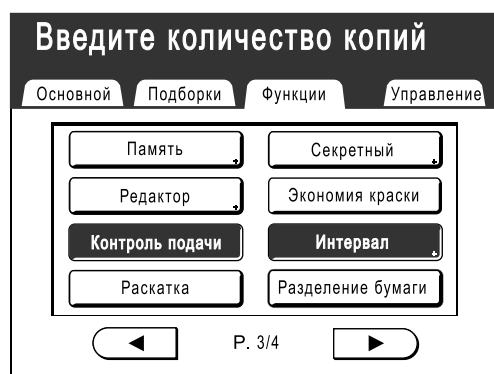 Введите количество копий
Основной Подборки Функции Управление
Память Секретный
Редактор Экономия краски
Контроль подачи Интервал
Раскатка Разделение бумаги
P. 3/4